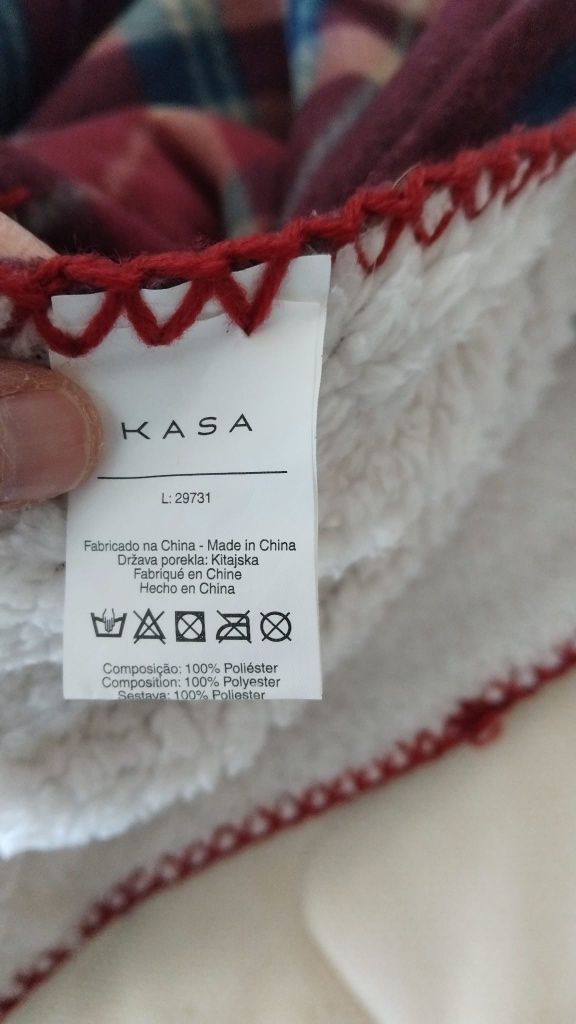 KASA
L: 29731
Fabricado na China - Made in China
Država porekla: Kitajska
Fabriqué en Chine
Hecho en China
Composição: 100% Poliéster
Composition: 100% Polyester
Sestava: 100% Poliester